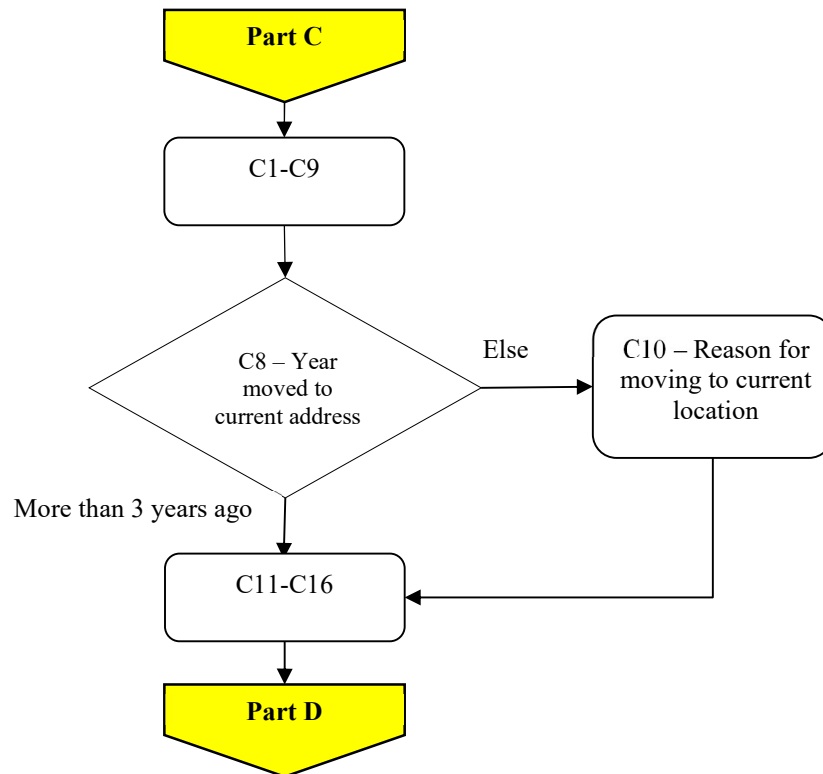 Part C
C1-C9
C8 – Year
moved to
current address
Else
C10 – Reason for
moving to current
location
More than 3 years ago
C11-C16
Part D